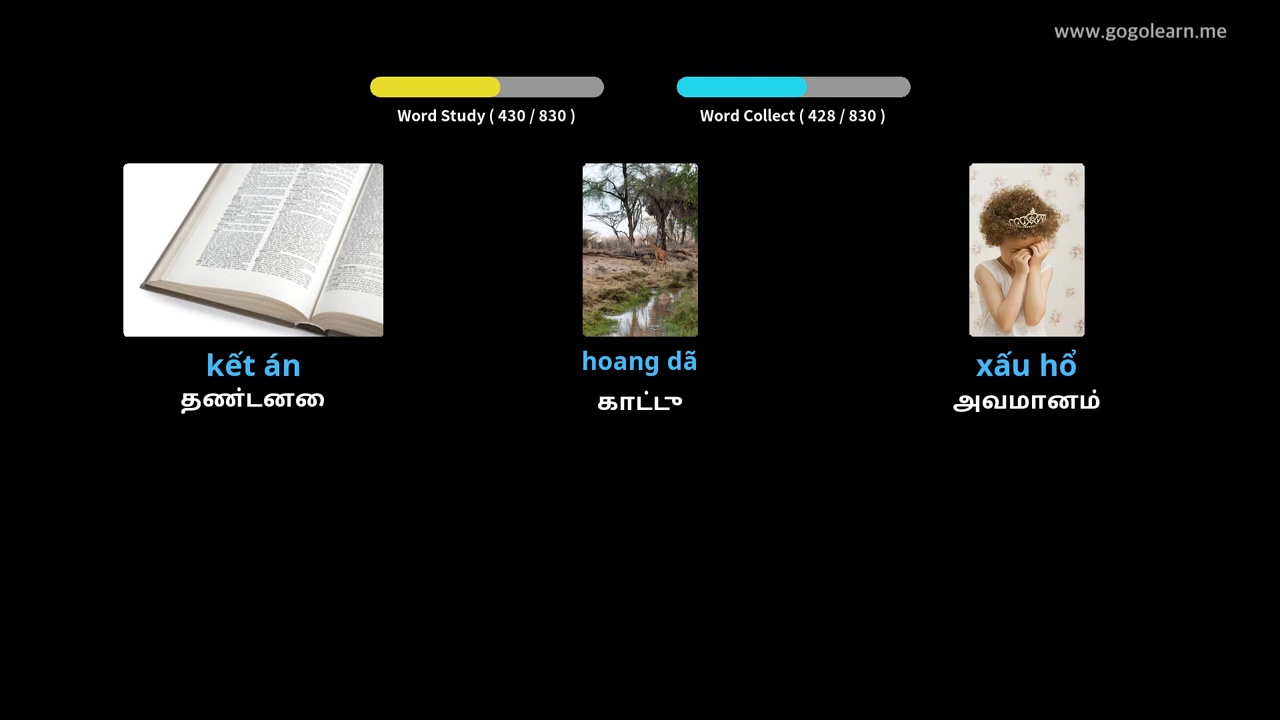 www.gogolearn.me
Word Study ( 430 / 830 )
Word Collect ( 428 / 830 )
kết án
hoang dã
xấu hổ
தண்டனை
காட்டு
அவமானம்